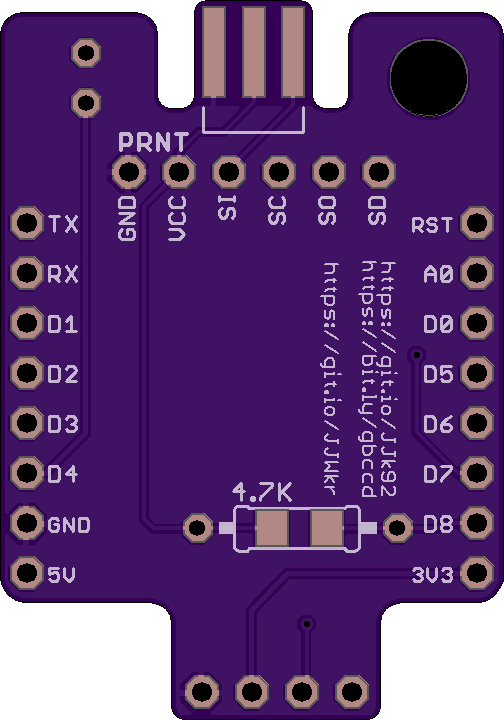 PRNT
GND VCC SI SC SO SD
TX
RX
D1
D2
D3
D4
GND
5V
RST
A0
D0
D5
D6
D7
D8
3V3
https://git.io/JJk92
https://bit.ly/gbccd
https://git.io/JJWkr
4.7K